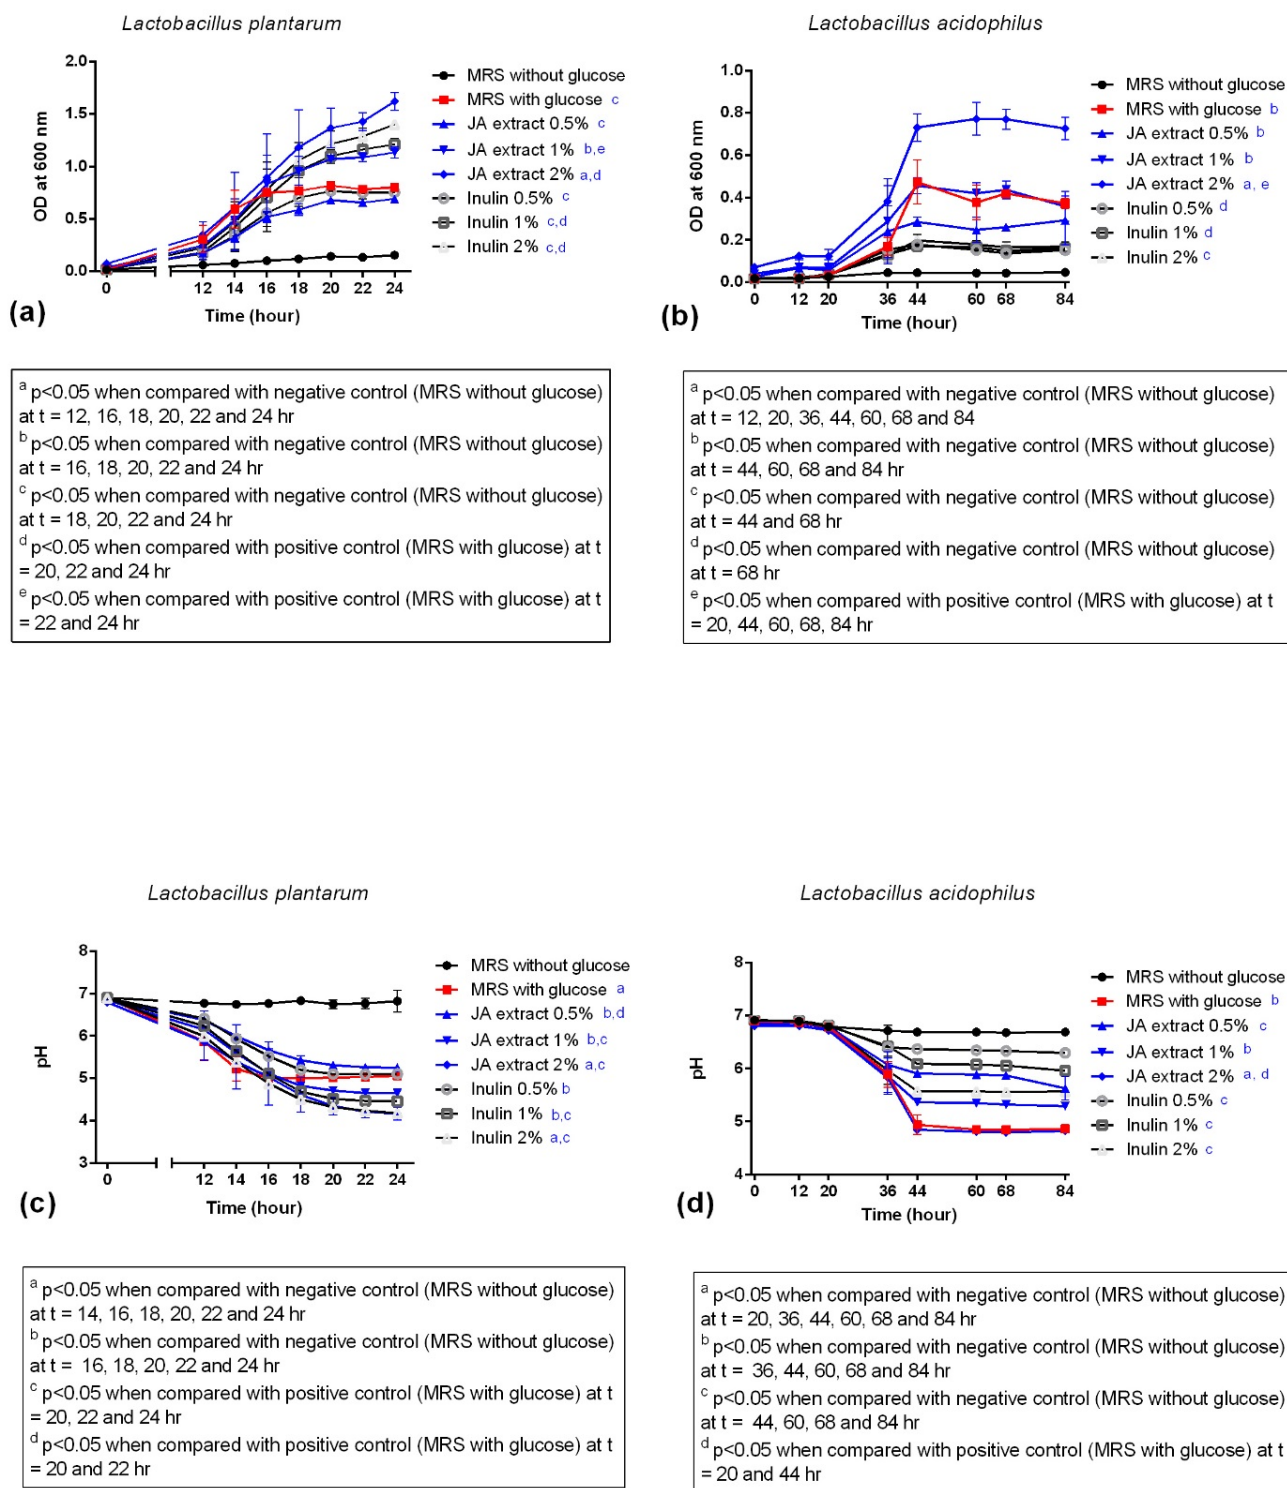 Lactobacillus plantarum
OD at 600 nm
2.0
1.5
1.0
0.5
0.0
0 12 14 16 18 20 22 24
Time (hour)
(a)
MRS without glucose
MRS with glucose c
JA extract 0.5% c
JA extract 1% b,e
JA extract 2% a,d
Inulin 0.5% c
Inulin 1% c,d
Inulin 2% c,d
Lactobacillus acidophilus
OD at 600 nm
1.0
0.8
0.6
0.4
0.2
0.0
0 12 20 36 44 60 68 84
Time (hour)
(b)
MRS without glucose
MRS with glucose b
JA extract 0.5% b
JA extract 1% b
JA extract 2% a, e
Inulin 0.5% d
Inulin 1% d
Inulin 2% c
a p<0.05 when compared with negative control (MRS without glucose)
at t = 12, 16, 18, 20, 22 and 24 hr
b p<0.05 when compared with negative control (MRS without glucose)
at t = 16, 18, 20, 22 and 24 hr
c p<0.05 when compared with negative control (MRS without glucose)
at t = 18, 20, 22 and 24 hr
d p<0.05 when compared with positive control (MRS with glucose) at t
= 20, 22 and 24 hr
e p<0.05 when compared with positive control (MRS with glucose) at t
= 22 and 24 hr
a p<0.05 when compared with negative control (MRS without glucose)
at t = 12, 20, 36, 44, 60, 68 and 84
b p<0.05 when compared with negative control (MRS without glucose)
at t = 44, 60, 68 and 84 hr
c p<0.05 when compared with negative control (MRS without glucose)
at t = 44 and 68 hr
d p<0.05 when compared with negative control (MRS without glucose)
at t = 68 hr
e p<0.05 when compared with positive control (MRS with glucose) at t
= 20, 44, 60, 68, 84 hr
Lactobacillus plantarum
pH
8
7
6
5
4
3
0 12 14 16 18 20 22 24
Time (hour)
(c)
MRS without glucose
MRS with glucose a
JA extract 0.5% b,d
JA extract 1% b,c
JA extract 2% a,c
Inulin 0.5% b
Inulin 1% b,c
Inulin 2% a,c
Lactobacillus acidophilus
pH
8
7
6
5
4
0 12 20 36 44 60 68 84
Time (hour)
(d)
MRS without glucose
MRS with glucose b
JA extract 0.5% c
JA extract 1% b
JA extract 2% a, d
Inulin 0.5% c
Inulin 1% c
Inulin 2% c
a p<0.05 when compared with negative control (MRS without glucose)
at t = 14, 16, 18, 20, 22 and 24 hr
b p<0.05 when compared with negative control (MRS without glucose)
at t = 16, 18, 20, 22 and 24 hr
c p<0.05 when compared with positive control (MRS with glucose) at t
= 20, 22 and 24 hr
d p<0.05 when compared with positive control (MRS with glucose) at t
= 20 and 22 hr
a p<0.05 when compared with negative control (MRS without glucose)
at t = 20, 36, 44, 60, 68 and 84 hr
b p<0.05 when compared with negative control (MRS without glucose)
at t = 36, 44, 60, 68 and 84 hr
c p<0.05 when compared with negative control (MRS without glucose)
at t = 44, 60, 68 and 84 hr
d p<0.05 when compared with positive control (MRS with glucose) at t
= 20 and 44 hr